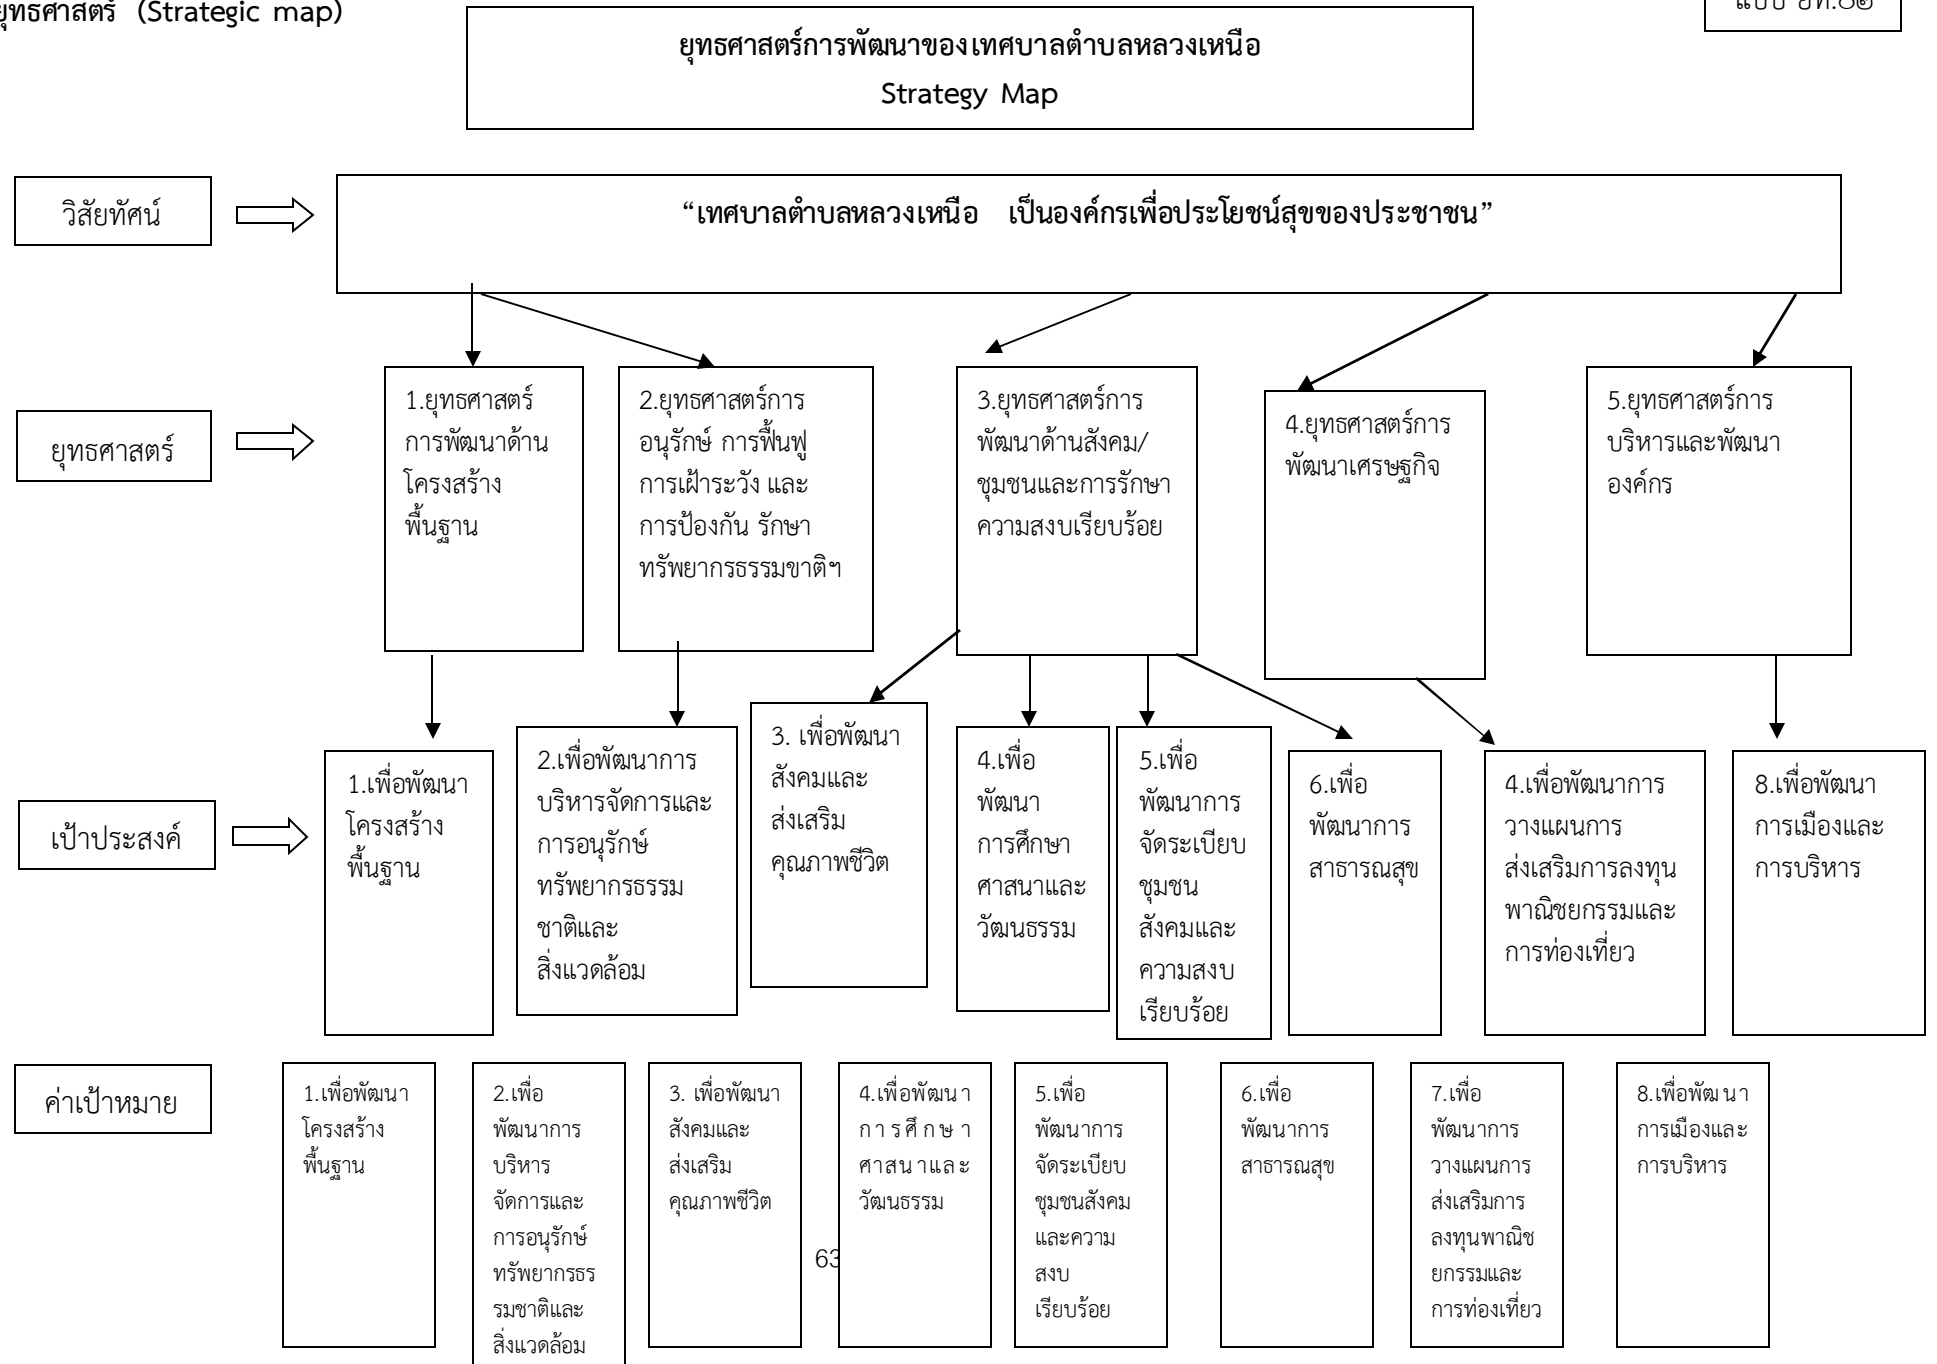 ยุทธศาสตร์ (Strategic map)
แบบ ยท.๐๒
ยุทธศาสตร์การพัฒนาของเทศบาลตำบลหลวงเหนือ
Strategy Map
วิสัยทัศน์
“เทศบาลตำบลหลวงเหนือ เป็นองค์กรเพื่อประโยชน์สุขของประชาชน”
ยุทธศาสตร์
1.ยุทธศาสตร์
การพัฒนาด้าน
โครงสร้าง
พื้นฐาน
2.ยุทธศาสตร์การ
อนุรักษ์ การฟื้นฟู
การเฝ้าระวัง และ
การป้องกัน รักษา
ทรัพยากรธรรมขาติฯ
3.ยุทธศาสตร์การ
พัฒนาด้านสังคม/
ชุมชนและการรักษา
ความสงบเรียบร้อย
4.ยุทธศาสตร์การ
พัฒนาเศรษฐกิจ
5.ยุทธศาสตร์การ
บริหารและพัฒนา
องค์กร
เป้าประสงค์
1.เพื่อพัฒนา
โครงสร้าง
พื้นฐาน
2.เพื่อพัฒนาการ
บริหารจัดการและ
การอนุรักษ์
ทรัพยากรธรรม
ชาติและ
สิ่งแวดล้อม
3. เพื่อพัฒนา
สังคมและ
ส่งเสริม
คุณภาพชีวิต
4.เพื่อ
พัฒนา
การศึกษา
ศาสนาและ
วัฒนธรรม
5.เพื่อ
พัฒนาการ
จัดระเบียบ
ชุมชน
สังคมและ
ความสงบ
เรียบร้อย
6.เพื่อ
พัฒนาการ
สาธารณสุข
4.เพื่อพัฒนาการ
วางแผนการ
ส่งเสริมการลงทุน
พาณิชยกรรมและ
การท่องเที่ยว
8.เพื่อพัฒนา
การเมืองและ
การบริหาร
ค่าเป้าหมาย
1.เพื่อพัฒนา
โครงสร้าง
พื้นฐาน
2.เพื่อ
พัฒนาการ
บริหาร
จัดการและ
การอนุรักษ์
ทรัพยากรธร
รมชาติและ
สิ่งแวดล้อม
3. เพื่อพัฒนา
สังคมและ
ส่งเสริม
คุณภาพชีวิต
4.เพื่อพัฒนา
การศึกษา
ศาสนาและ
วัฒนธรรม
5.เพื่อ
พัฒนาการ
จัดระเบียบ
ชุมชนสังคม
และความ
สงบ
เรียบร้อย
6.เพื่อ
พัฒนาการ
สาธารณสุข
7.เพื่อ
พัฒนาการ
วางแผนการ
ส่งเสริมการ
ลงทุนพาณิช
ยกรรมและ
การท่องเที่ยว
8.เพื่อพัฒนา
การเมืองและ
การบริหาร
63